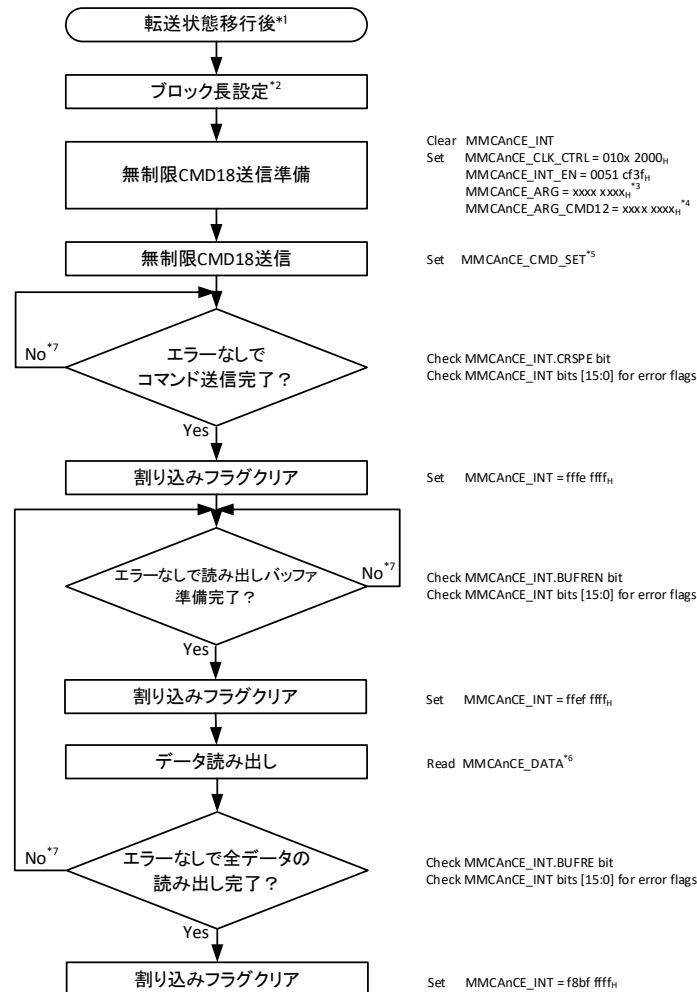 転送状態移行後*1
ブロック長設定*2
無制限CMD18送信準備
Clear MMCAnCE_INT
Set MMCAnCE_CLK_CTRL = 010x 2000H
MMCAnCE_INT_EN = 0051 cf3fH
MMCAnCE_ARG = xxxx xxxxH*3
MMCAnCE_ARG_CMD12 = xxxx xxxxH*4
無制限CMD18送信
Set MMCAnCE_CMD_SET*5
No*7
エラーなしで
コマンド送信完了？
Check MMCAnCE_INT.CRSPE bit
Check MMCAnCE_INT bits [15:0] for error flags
Yes
割り込みフラグクリア
Set MMCAnCE_INT = fffe ffffH
エラーなしで読み出しバッファ
準備完了？
No*7
Check MMCAnCE_INT.BUFREN bit
Check MMCAnCE_INT bits [15:0] for error flags
Yes
割り込みフラグクリア
Set MMCAnCE_INT = ffef ffffH
データ読み出し
Read MMCAnCE_DATA*6
No*7
エラーなしで全データの
読み出し完了？
Check MMCAnCE_INT.BUFRE bit
Check MMCAnCE_INT bits [15:0] for error flags
Yes
割り込みフラグクリア
Set MMCAnCE_INT = f8bf ffffH